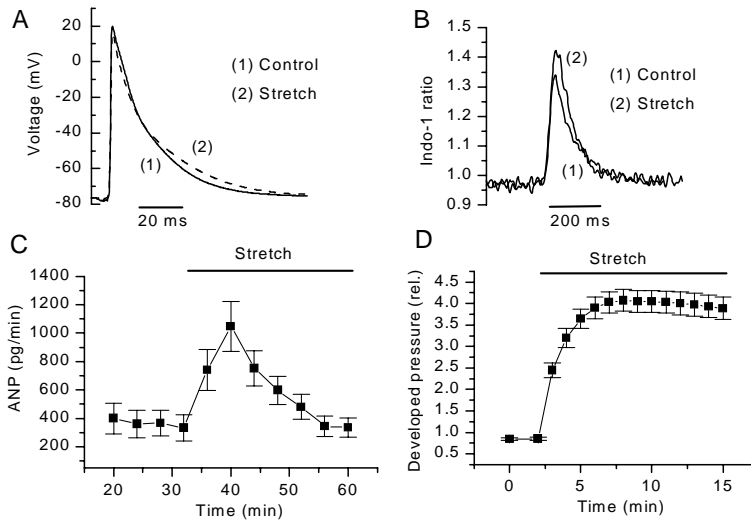 A
Voltage (mV)
20
0
-20
-40
-60
-80
(1) Control
(2) Stretch
(2)
(1)
20 ms
B
Indo-1 ratio
1.5
1.4
1.3
1.2
1.1
1.0
0.9
(2)
(1) Control
(2) Stretch
(1)
200 ms
C
Stretch
ANP (pg/min)
1400
1200
1000
800
600
400
200
20 30 40 50 60
Time (min)
D
Stretch
Developed pressure (rel.)
4.5
4.0
3.5
3.0
2.5
2.0
1.5
1.0
0.5
0 5 10 15
Time (min)